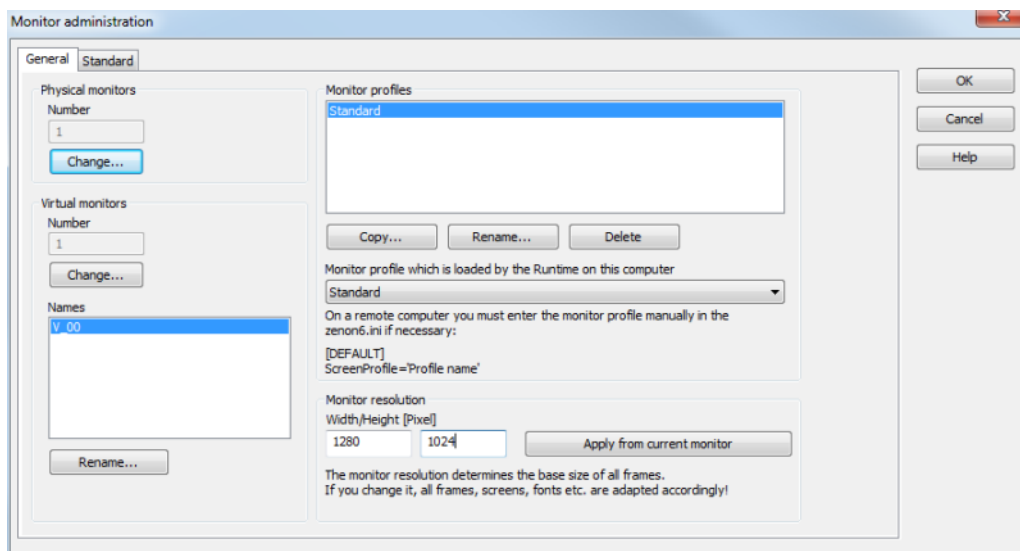 Monitor administration
General
Standard
Physical monitors
Number
1
Change...
Virtual monitors
Number
1
Change...
Names
V_00
Rename...
Monitor profiles
Standard
Copy...
Rename...
Delete
Monitor profile which is loaded by the Runtime on this computer
Standard
On a remote computer you must enter the monitor profile manually in the
zenon6.ini if necessary:
[DEFAULT]
ScreenProfile='Profile name'
Monitor resolution
Width/Height [Pixel]
1280
1024
Apply from current monitor
The monitor resolution determines the base size of all frames.
If you change it, all frames, screens, fonts etc. are adapted accordingly!
OK
Cancel
Help